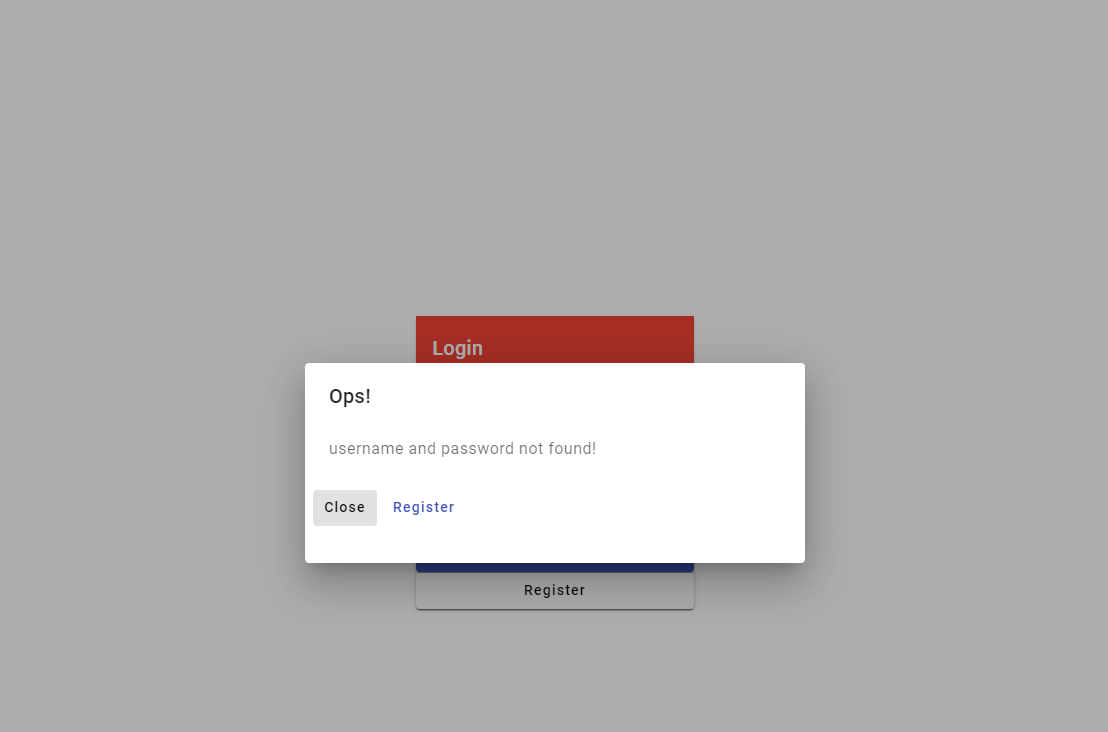 Login
Ops!
username and password not found!
Close Register
Register